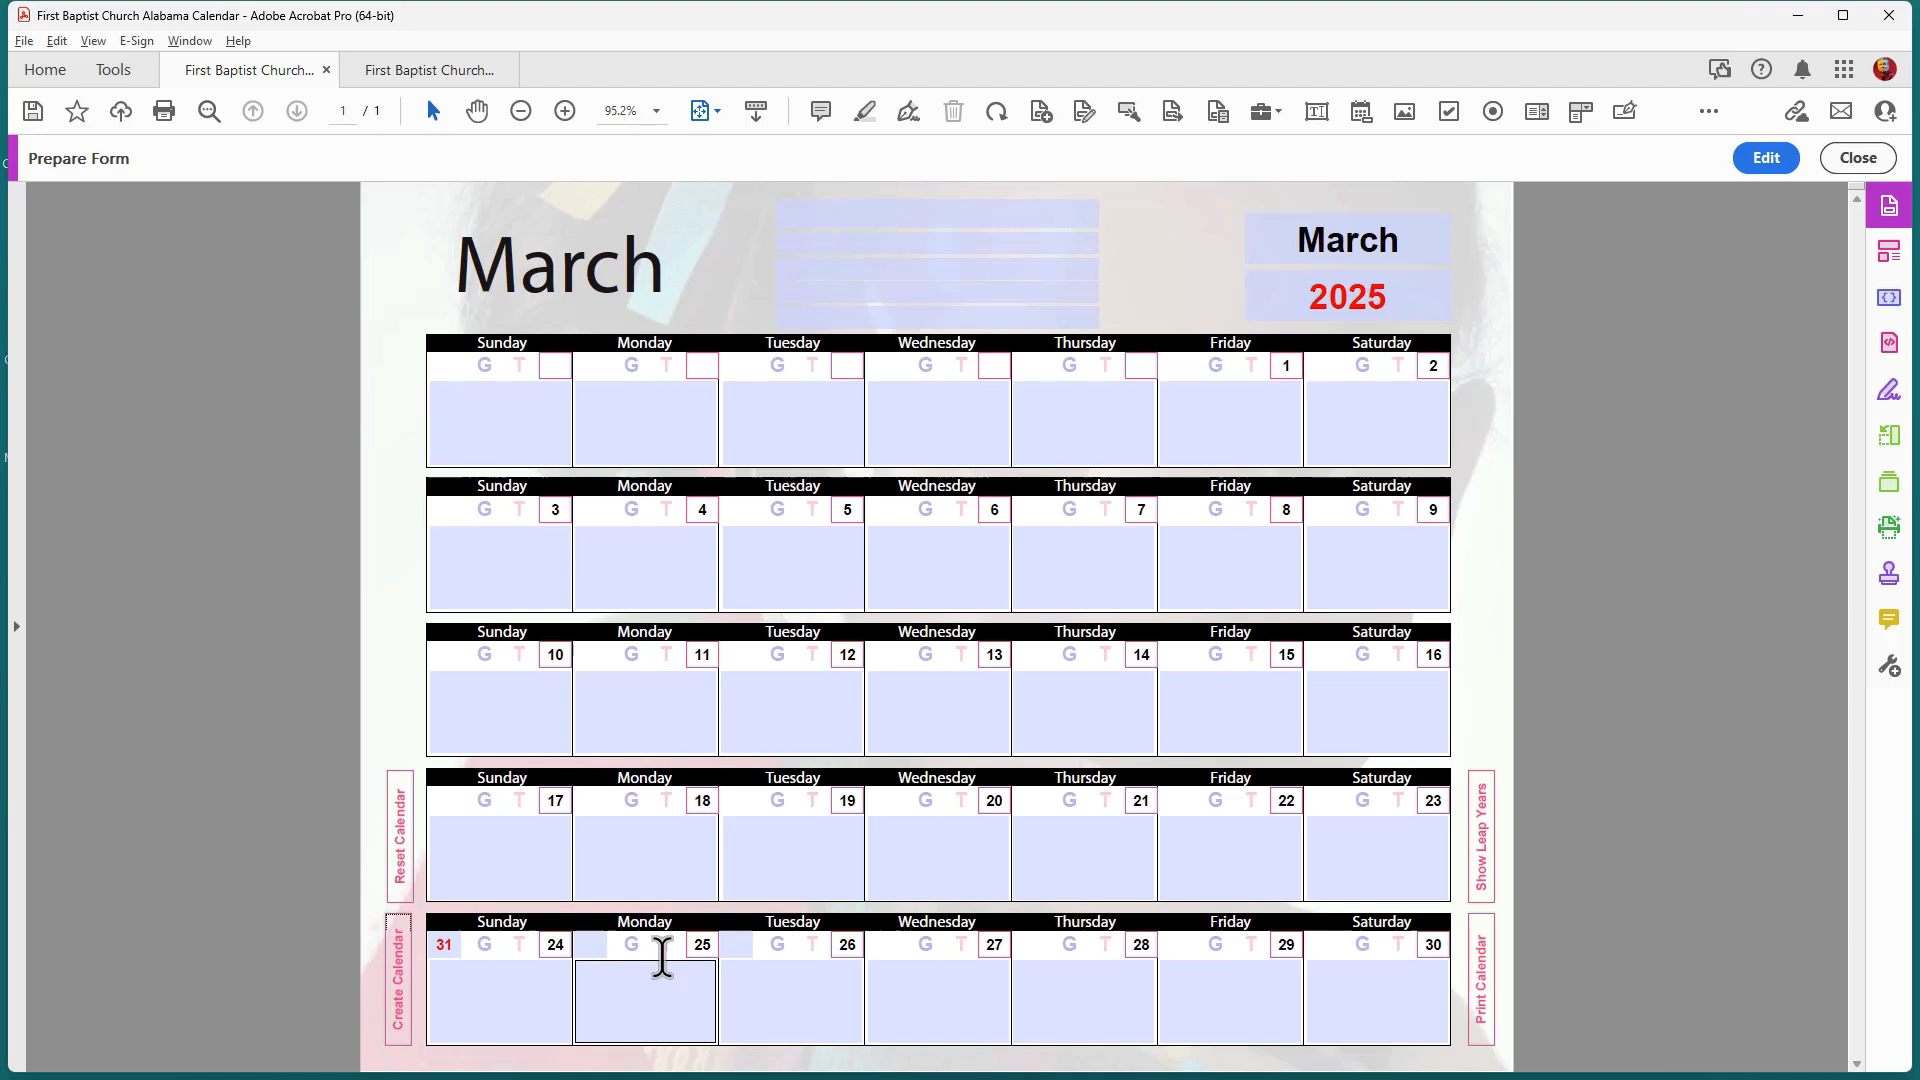 First Baptist Church Alabama Calendar - Adobe Acrobat Pro (64-bit)
File Edit View E-Sign Window Help
Home Tools First Baptist Church... × First Baptist Church...
1 / 1 95.2%
Prepare Form Edit Close
March
March
2025
Sunday Monday Tuesday Wednesday Thursday Friday Saturday
G T G T G T G T G T G T 1 G T 2
Sunday Monday Tuesday Wednesday Thursday Friday Saturday
G T 3 G T 4 G T 5 G T 6 G T 7 G T 8 G T 9
Sunday Monday Tuesday Wednesday Thursday Friday Saturday
G T 10 G T 11 G T 12 G T 13 G T 14 G T 15 G T 16
Reset Calendar
Sunday Monday Tuesday Wednesday Thursday Friday Saturday
G T 17 G T 18 G T 19 G T 20 G T 21 G T 22 G T 23
Show Leap Years
Create Calendar
Sunday Monday Tuesday Wednesday Thursday Friday Saturday
31 G T 24 G 25 G T 26 G T 27 G T 28 G T 29 G T 30
Print Calendar